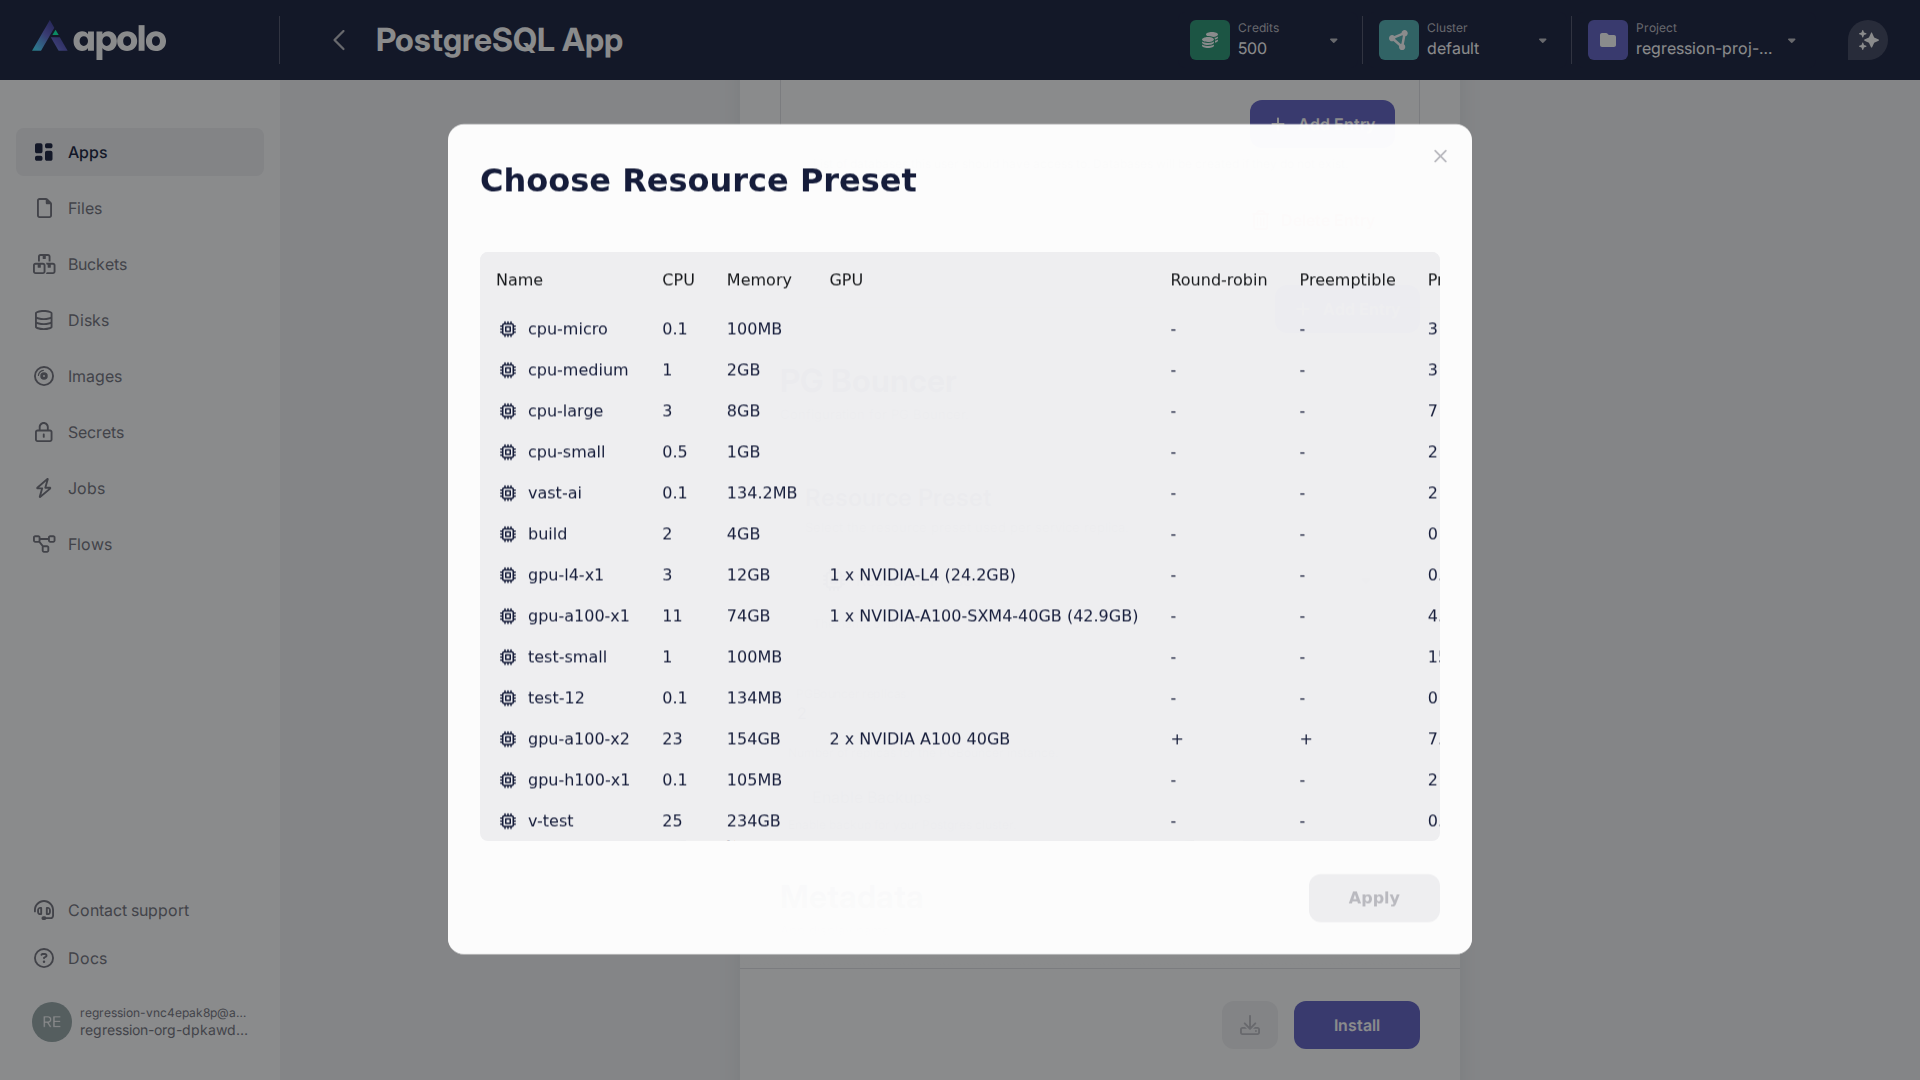 apolo
PostgreSQL App
Credits
500
Cluster
default
Project
regression-proj-...
Apps
Files
Buckets
Disks
Images
Secrets
Jobs
Flows
Contact support
Docs
RE
regression-vnc4epak8p@a...
regression-org-dpkawd...
Add Entry
Choose Resource Preset
Name CPU Memory GPU Round-robin Preemptible
cpu-micro 0.1 100MB - - 3
cpu-medium 1 2GB - - 3
cpu-large 3 8GB - - 7
cpu-small 0.5 1GB - - 2
vast-ai 0.1 134.2MB - - 2
build 2 4GB - - 0
gpu-l4-x1 3 12GB 1 x NVIDIA-L4 (24.2GB) - - 0.
gpu-a100-x1 11 74GB 1 x NVIDIA-A100-SXM4-40GB (42.9GB) - - 4.
test-small 1 100MB - - 1
test-12 0.1 134MB - - 0
gpu-a100-x2 23 154GB 2 x NVIDIA A100 40GB + + 7.
gpu-h100-x1 0.1 105MB - - 2
v-test 25 234GB - - 0.
PG Bouncer
Resource Preset
Metadata
Apply
Install